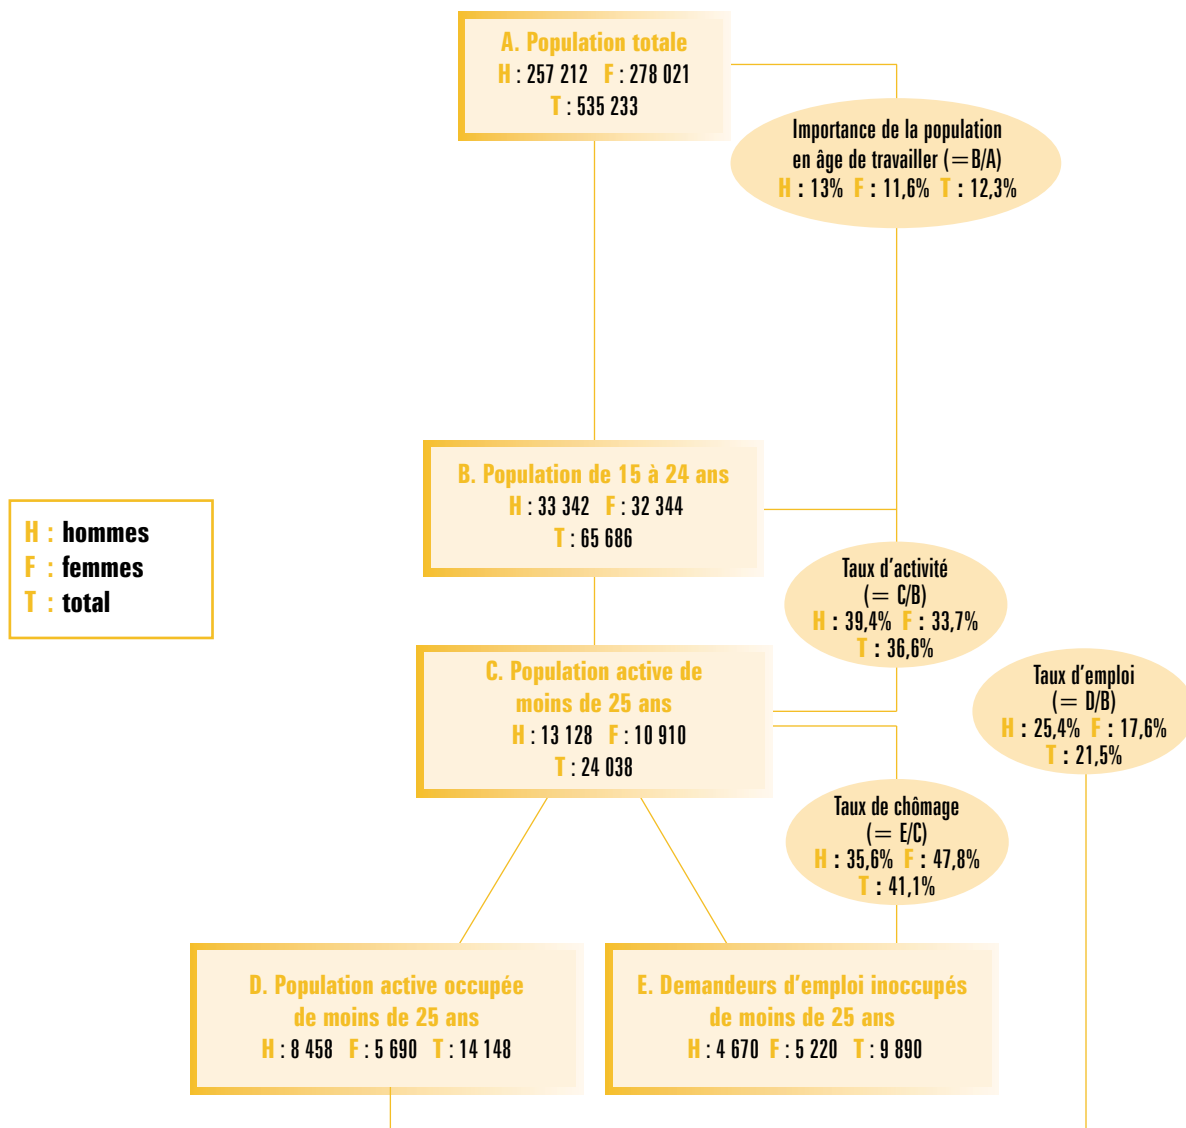 A. Population totale
H : 257 212 F : 278 021
T : 535 233
Importance de la population
en âge de travailler (=B/A)
H : 13% F : 11,6% T : 12,3%
B. Population de 15 à 24 ans
H : 33 342 F : 32 344
T : 65 686
H : hommes
F : femmes
T : total
Taux d'activité
(= C/B)
H : 39,4% F : 33,7%
T : 36,6%
C. Population active de
moins de 25 ans
H : 13 128 F : 10 910
T : 24 038
Taux d'emploi
(= D/B)
H : 25,4% F : 17,6%
T : 21,5%
Taux de chômage
(= E/C)
H : 35,6% F : 47,8%
T : 41,1%
D. Population active occupée
de moins de 25 ans
H : 8 458 F : 5 690 T : 14 148
E. Demandeurs d'emploi inoccupés
de moins de 25 ans
H : 4 670 F : 5 220 T : 9 890